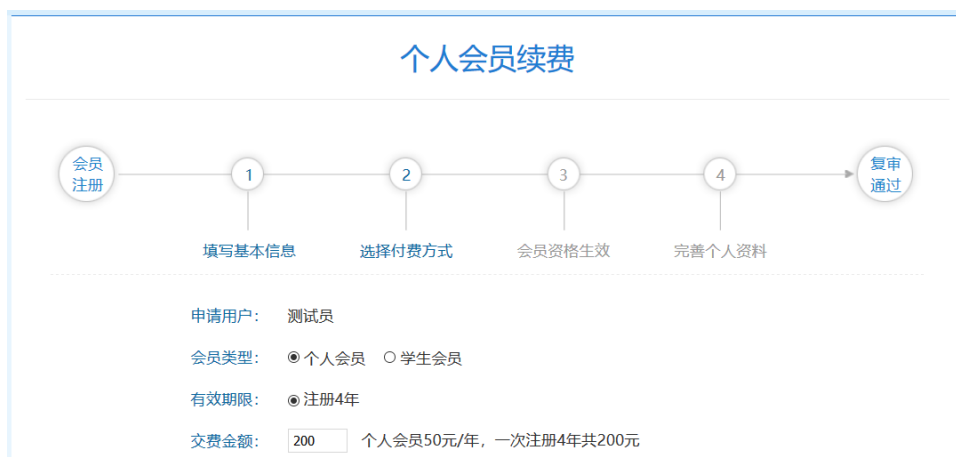 个人会员续费
会员
注册
1
2
3
4
复审
通过
填写基本信息
选择付费方式
会员资格生效
完善个人资料
申请用户： 测试员
会员类型： 个人会员 学生会员
有效期限： 注册4年
交费金额： 200 个人会员50元/年，一次注册4年共200元